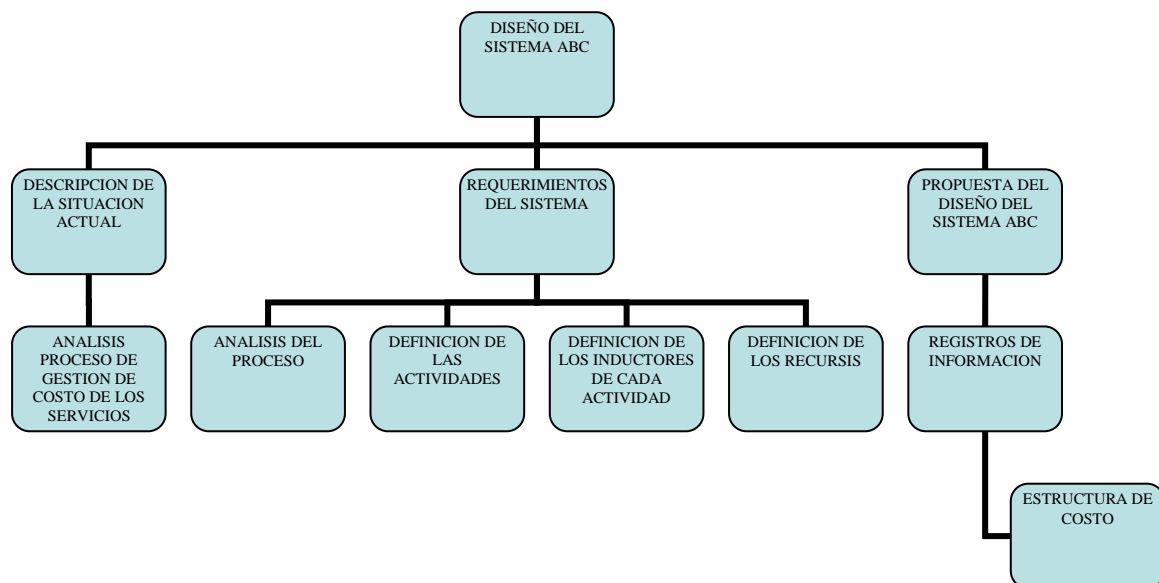 DISEÑO DEL
SISTEMA ABC
DESCRIPCION DE
LA SITUACION
ACTUAL
REQUERIMIENTOS
DEL SISTEMA
PROPUESTA DEL
DISEÑO DEL
SISTEMA ABC
ANALISIS
PROCESO DE
GESTION DE
COSTO DE LOS
SERVICIOS
ANALISIS DEL
PROCESO
DEFINICION DE
LAS
ACTIVIDADES
DEFINICION DE
LOS INDUCTORES
DE CADA
ACTIVIDAD
DEFINICION DE
LOS RECURSIS
REGISTROS DE
INFORMACION
ESTRUCTURA DE
COSTO